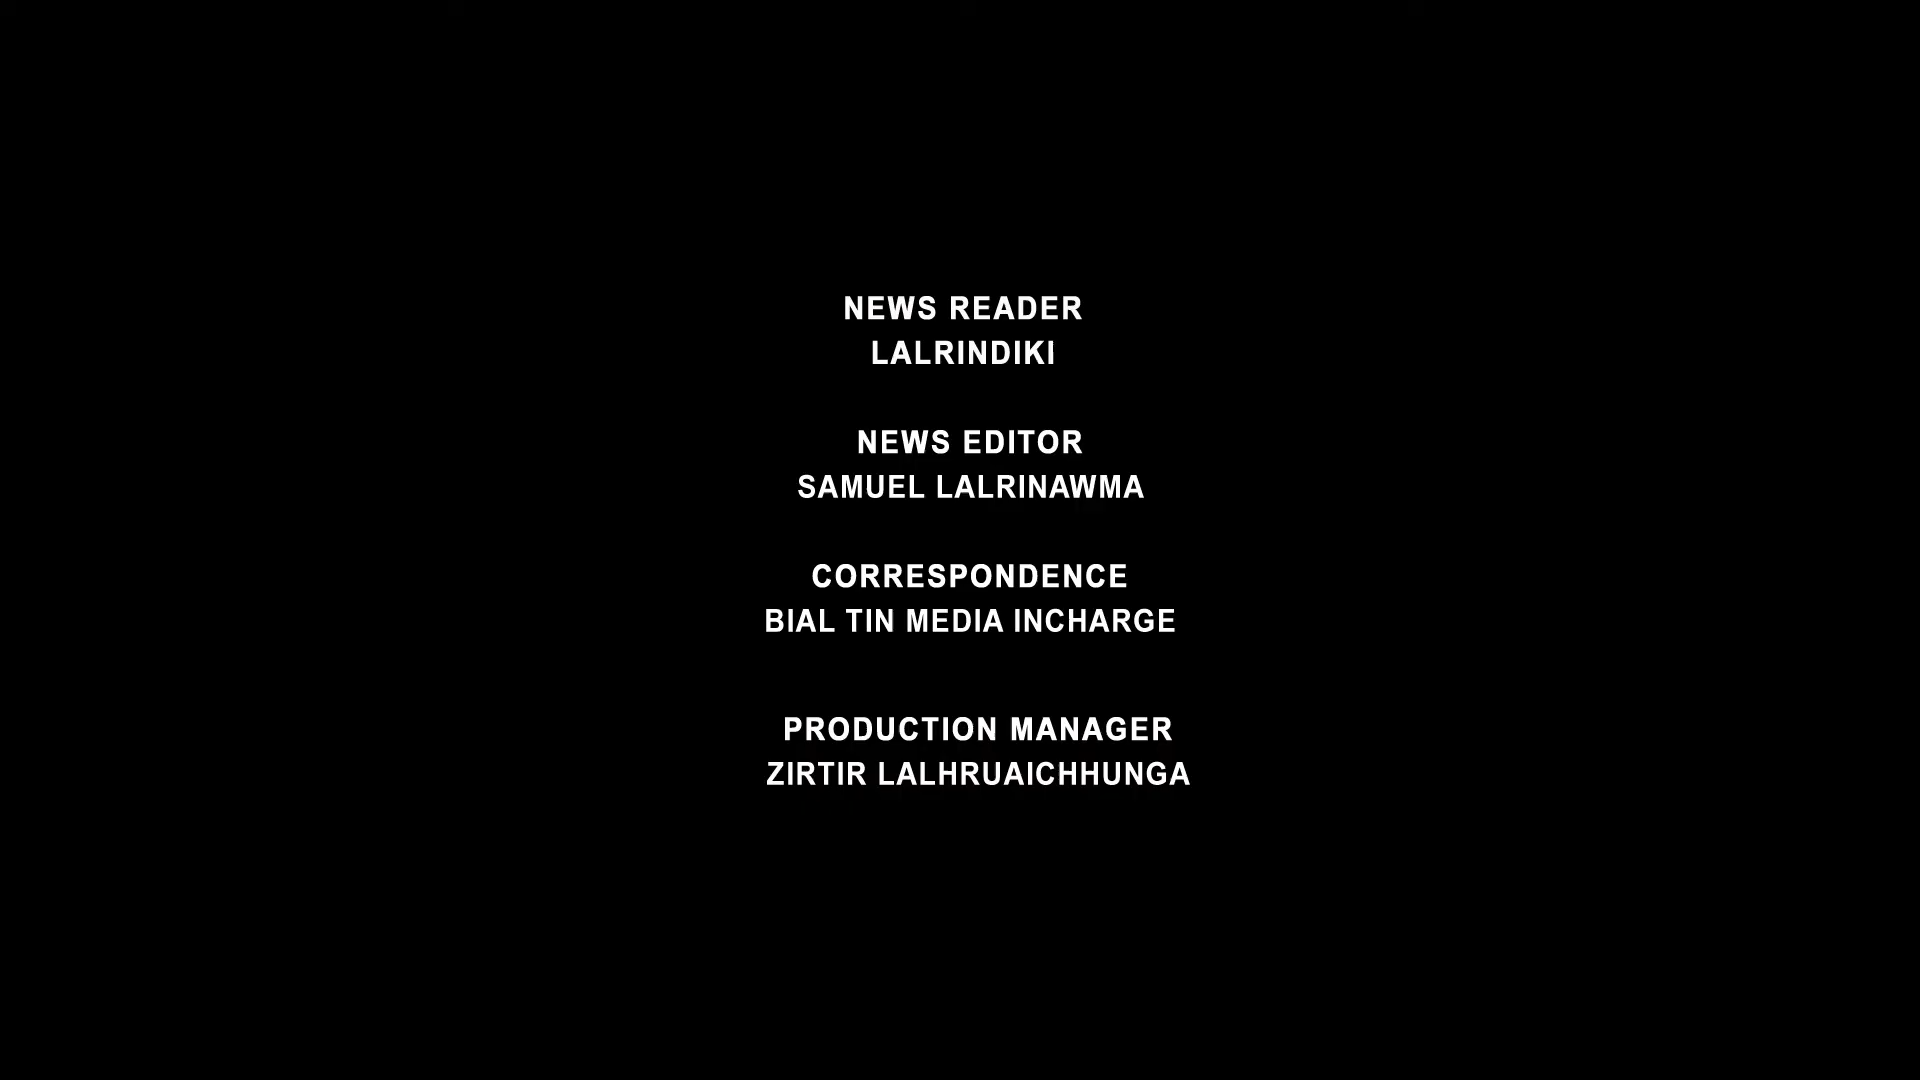 NEWS READER
LALRINDIKI
NEWS EDITOR
SAMUEL LALRINAWMA
CORRESPONDENCE
BIAL TIN MEDIA INCHARGE
PRODUCTION MANAGER
ZIRTIR LALHRUAICHHUNGA